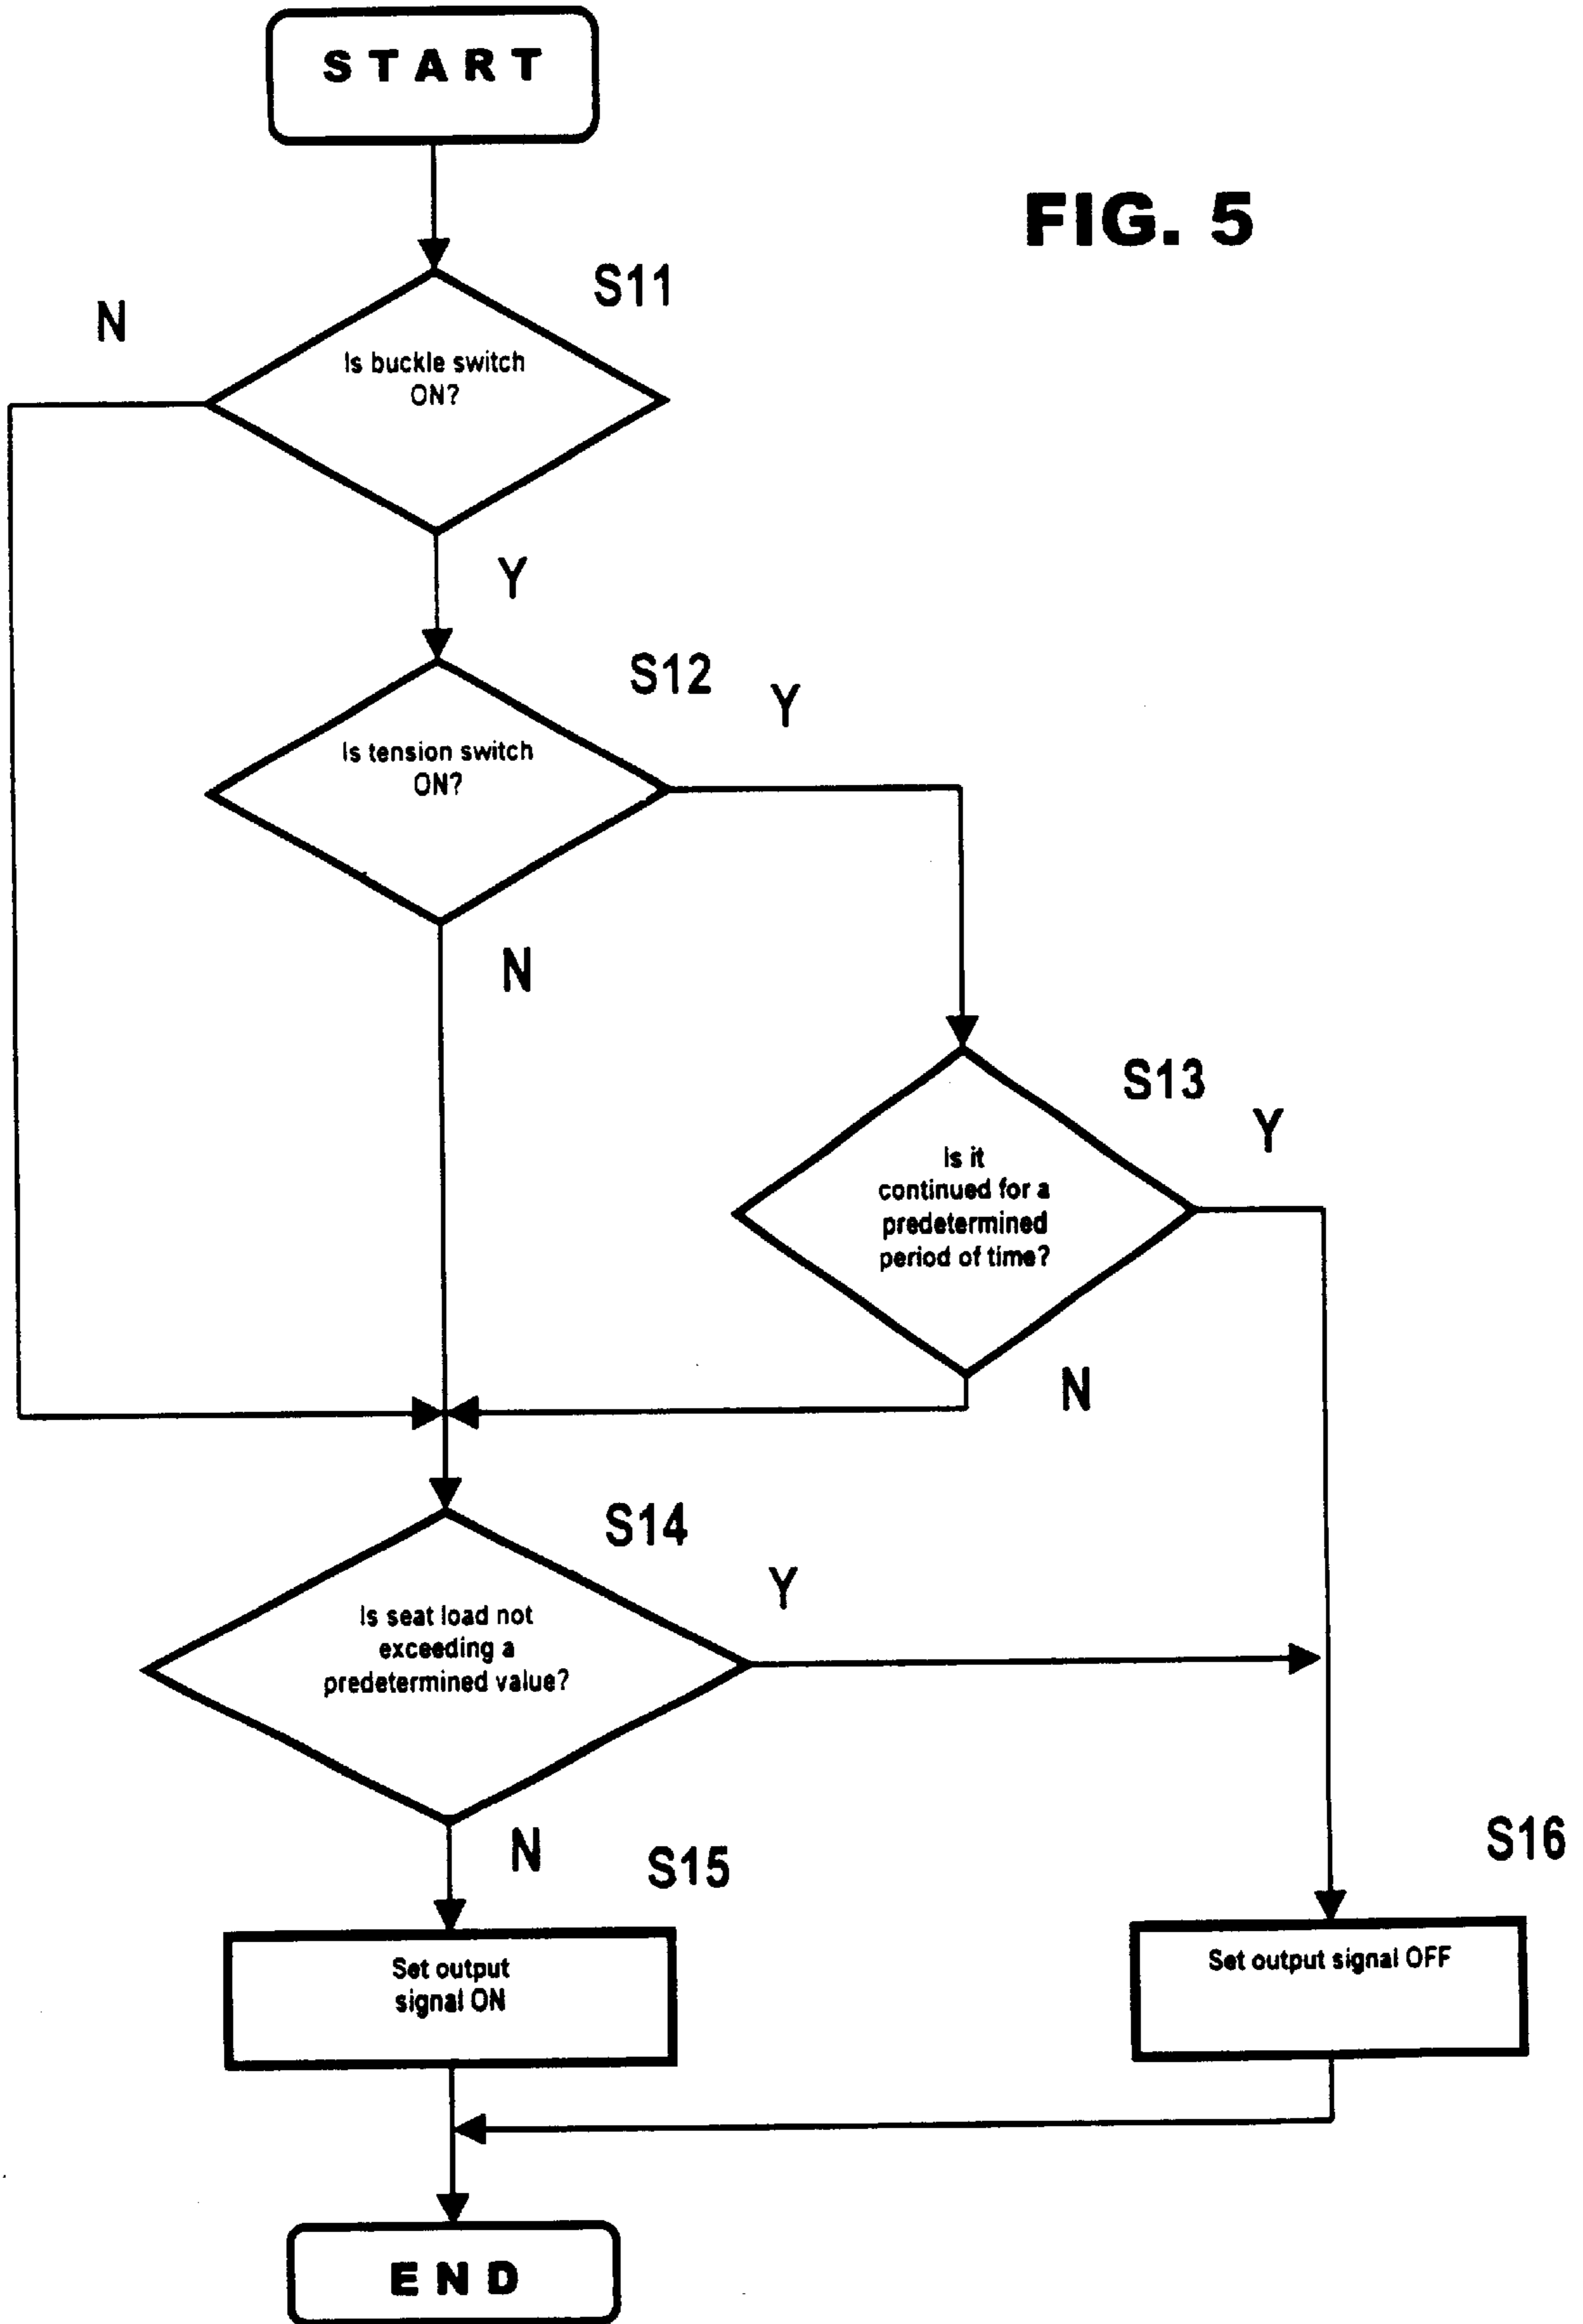 START
FIG. 5
S11
N
Is buckle switch
ON?
Y
S12
Y
Is tension switch
ON?
N
S13
Y
Is it
continued for a
predetermined
period of time?
N
S14
Y
Is seat load not
exceeding a
predetermined value?
N
S15
S16
Set output
signal ON
Set output signal OFF
END